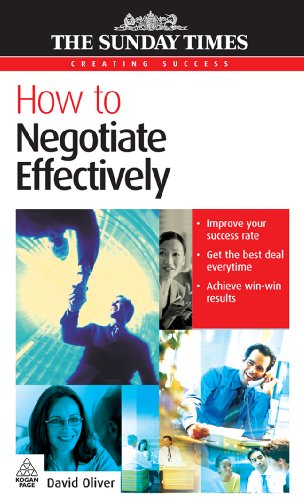 THE SUNDAY TIMES
CREATING SUCCESS
How to
Negotiate
Effectively
• Improve your
success rate
• Get the best deal
everytime
• Achieve win-win
results
KOGAN
PAGE
David Oliver